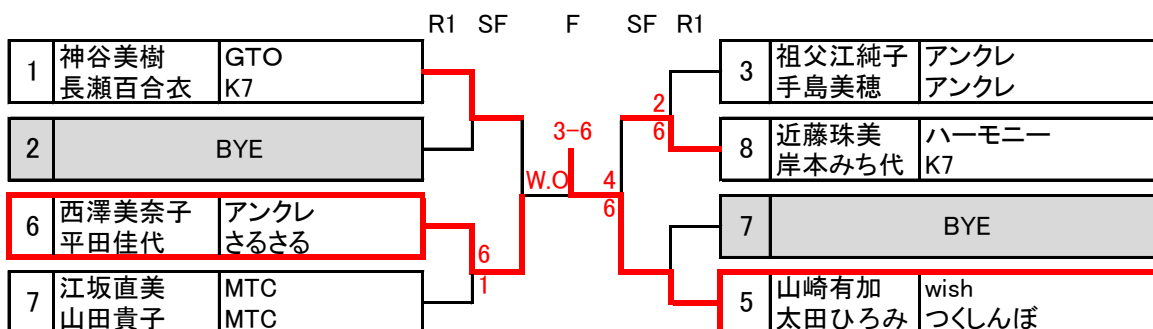 R1 SF F SF R1
1 神谷美樹 GTO
長瀬百合衣 K7
2 BYE
6 西澤美奈子 アンクレ
平田佳代 さるさる
7 江坂直美 MTC
山田貴子 MTC
6
1
W.O
3-6
4
6
2
6
3 祖父江純子 アンクレ
手島美穂 アンクレ
8 近藤珠美 ハーモニー
岸本みち代 K7
7 BYE
5 山崎有加 wish
太田ひろみ つくしんぼ